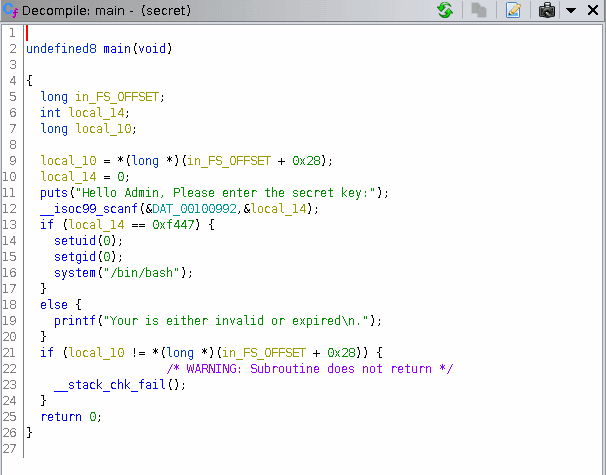 Decompile: main - (secret)
1
2 undefined8 main(void)
3
4 {
5 long in_FS_OFFSET;
6 int local_14;
7 long local_10;
8
9 local_10 = *(long *)(in_FS_OFFSET + 0x28);
10 local_14 = 0;
11 puts("Hello Admin, Please enter the secret key:");
12 __isoc99_scanf(&DAT_00100992,&local_14);
13 if (local_14 == 0xf447) {
14 setuid(0);
15 setgid(0);
16 system("/bin/bash");
17 }
18 else {
19 printf("Your is either invalid or expired\n.");
20 }
21 if (local_10 != *(long *)(in_FS_OFFSET + 0x28)) {
22 /* WARNING: Subroutine does not return */
23 __stack_chk_fail();
24 }
25 return 0;
26 }
27